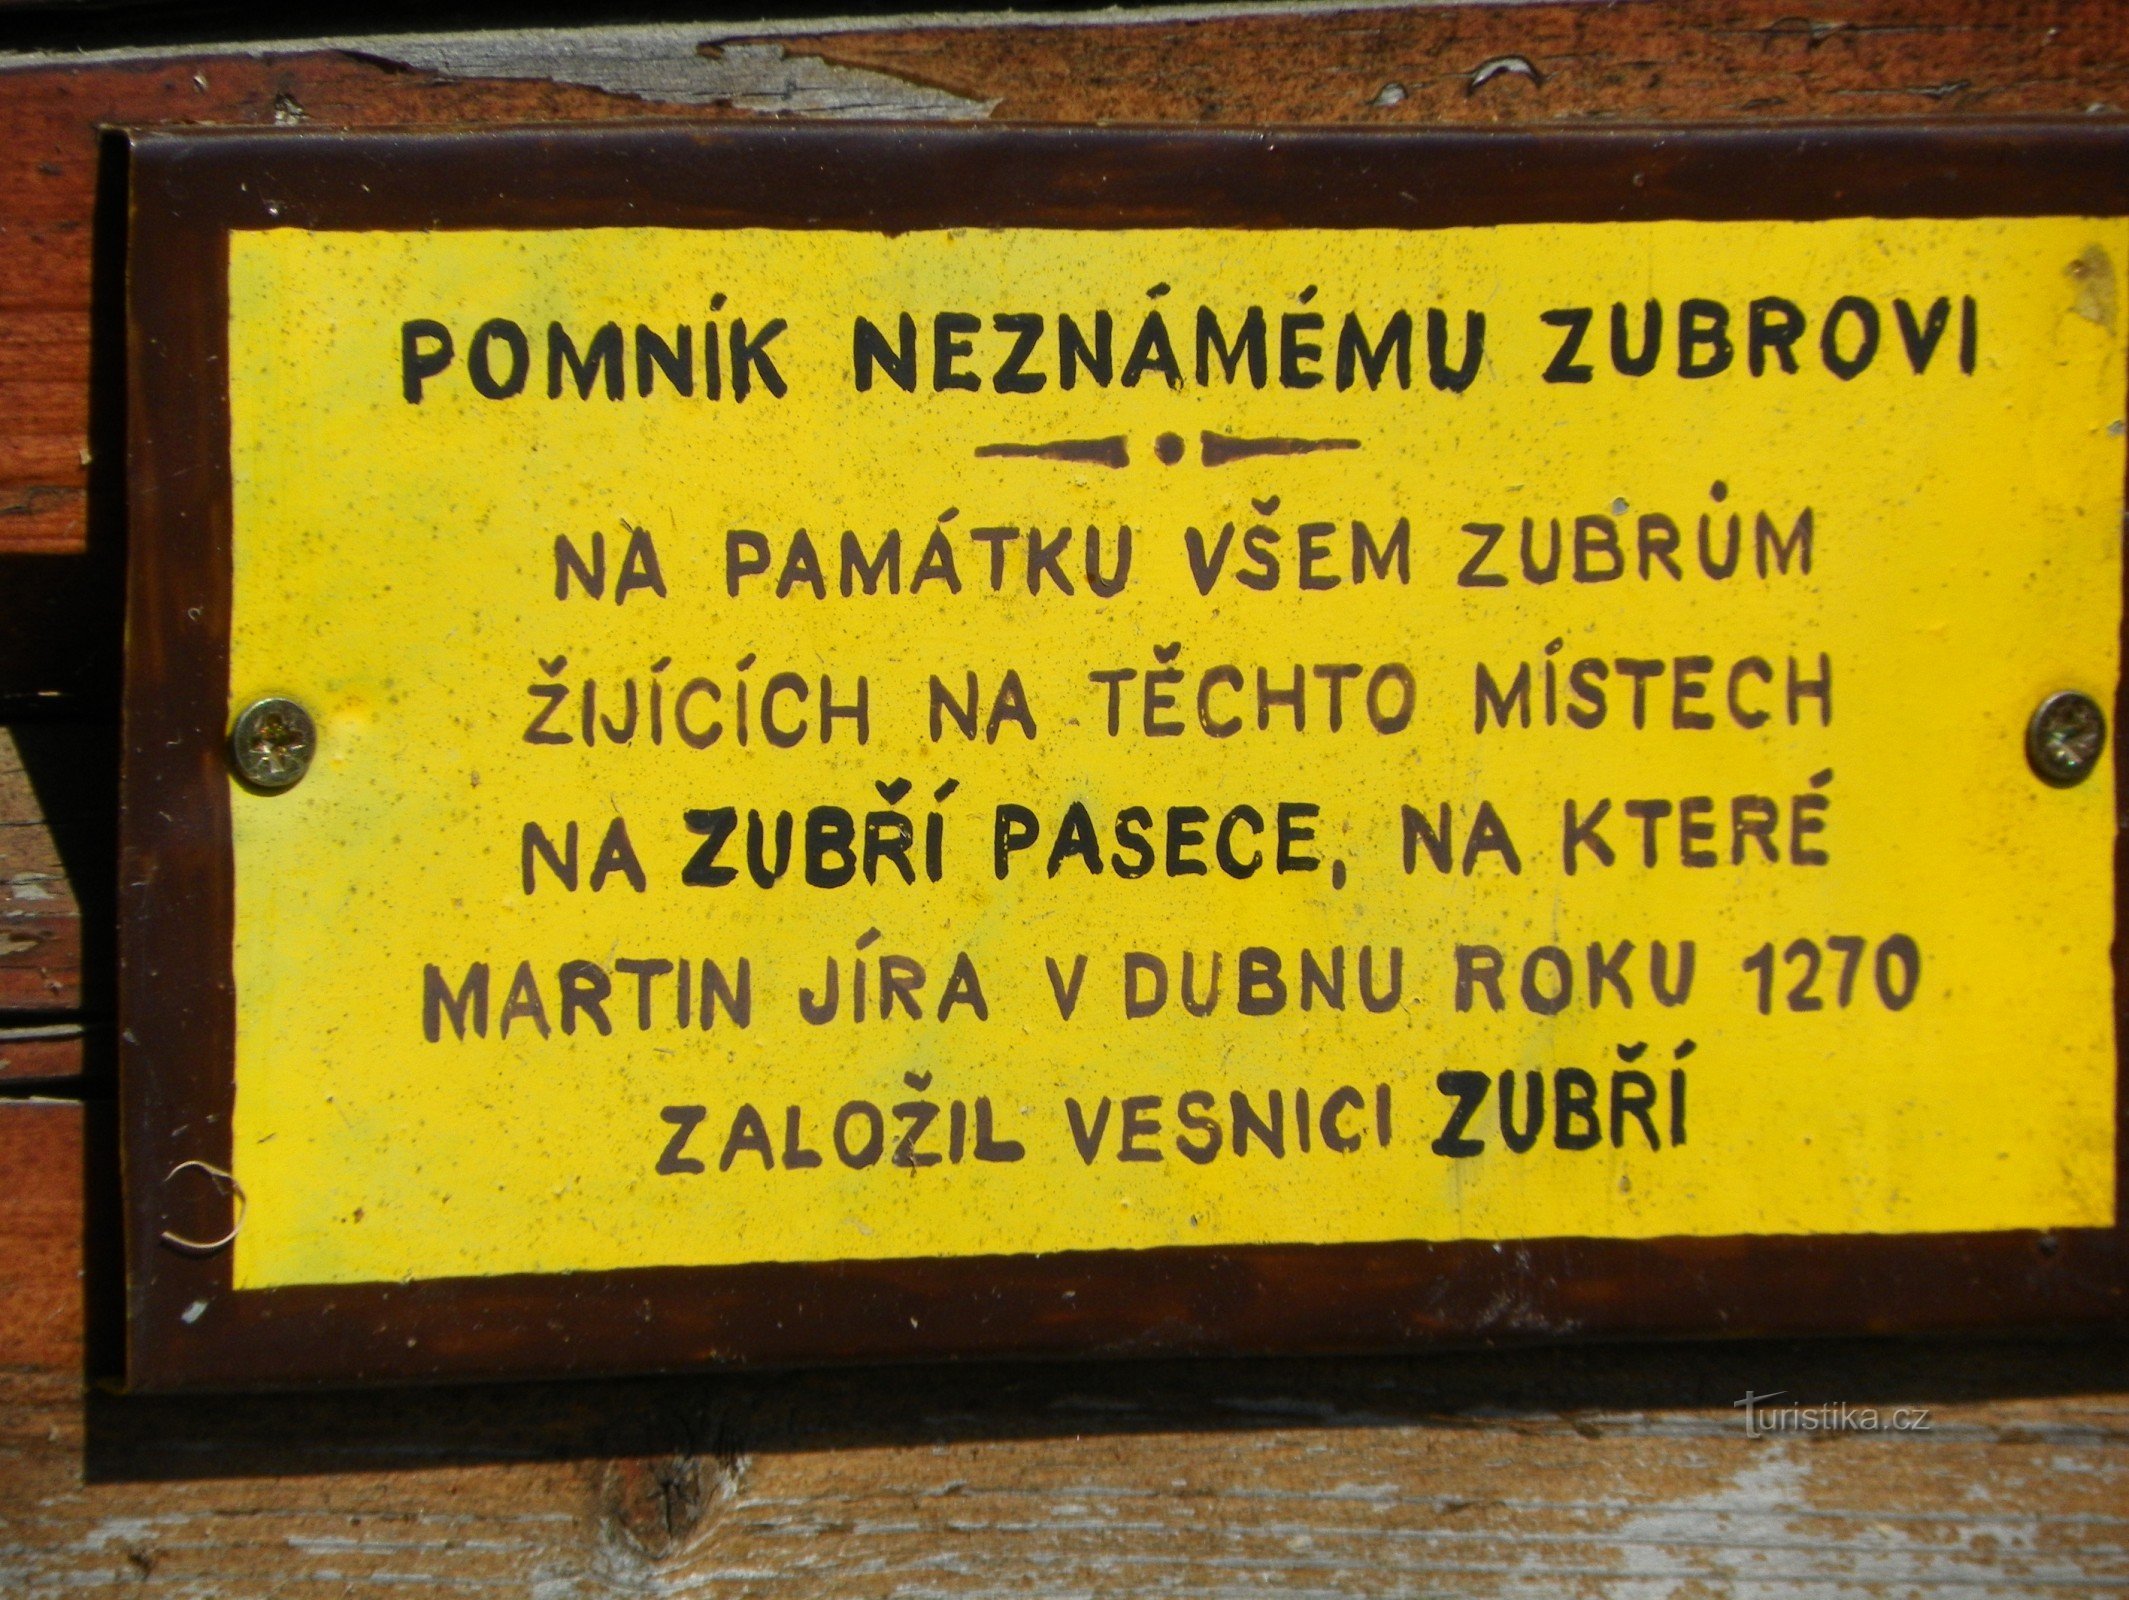 POMNÍK NEZNÁMÉMU ZUBROVI
NA PAMÁTKU VŠEM ZUBRŮM
ŽIJÍCÍCH NA TĚCHTO MÍSTECH
NA ZUBŘÍ PASECE, NA KTERÉ
MARTIN JÍRA V DUBNU ROKU 1270
ZALOŽIL VESNICI ZUBŘÍ
Turistika.cz